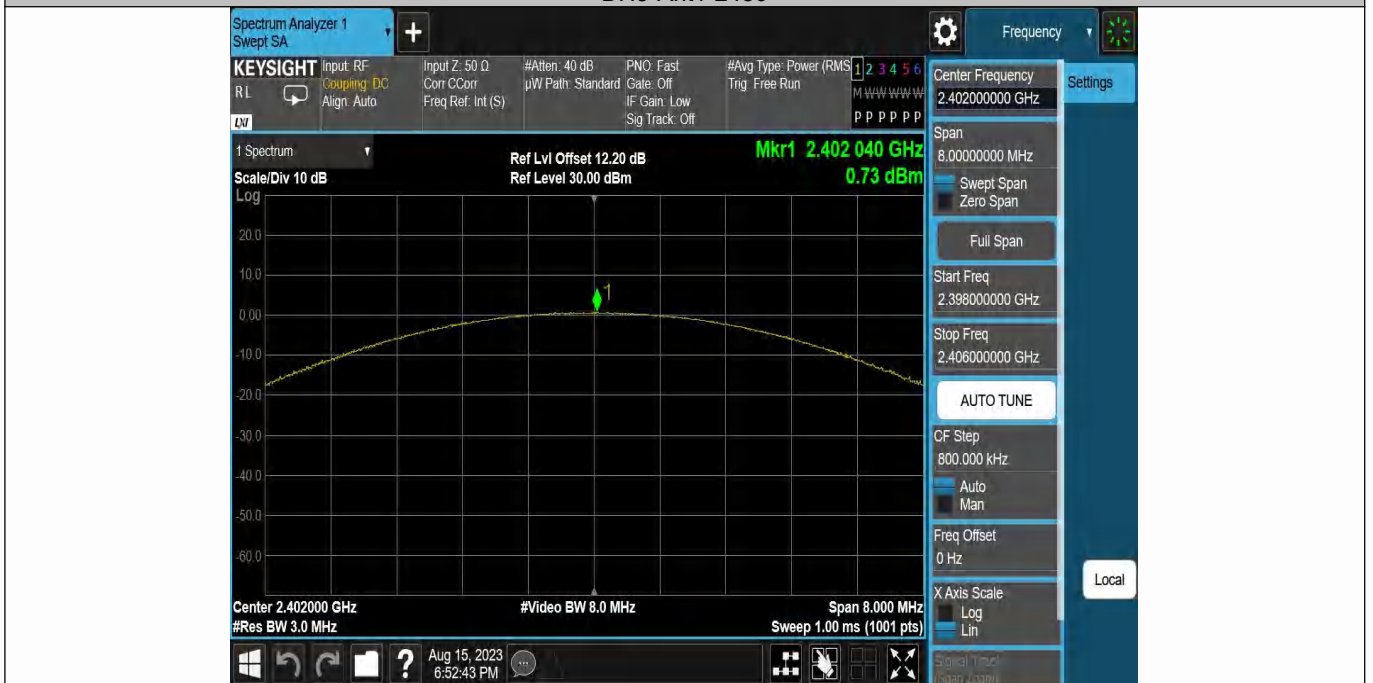 Spectrum Analyzer 1
Swept SA
+
Frequency
KEYSIGHT
RL
LXI
Input: RF
Coupling: DC
Align: Auto
Input Z: 50 Ω
Corr CCorr
Freq Ref: Int (S)
#Atten: 40 dB
µW Path: Standard
PNO: Fast
Gate: Off
IF Gain: Low
Sig Track: Off
#Avg Type: Power (RMS
Trig: Free Run
1 2 3 4 5 6
M W W W W W
P P P P P P
Center Frequency
2.402000000 GHz
Settings
Span
8.00000000 MHz
Swept Span
Zero Span
Full Span
Start Freq
2.398000000 GHz
Stop Freq
2.406000000 GHz
AUTO TUNE
CF Step
800.000 kHz
Auto
Man
Freq Offset
0 Hz
X Axis Scale
Log
Lin
Signal Track
(Span Zoom)
Local
1 Spectrum
Scale/Div 10 dB
Ref Lvl Offset 12.20 dB
Ref Level 30.00 dBm
Mkr1 2.402 040 GHz
0.73 dBm
Log
20.0
10.0
1
0.00
-10.0
-20.0
-30.0
-40.0
-50.0
-60.0
Center 2.402000 GHz
#Res BW 3.0 MHz
#Video BW 8.0 MHz
Span 8.000 MHz
Sweep 1.00 ms (1001 pts)
?
Aug 15, 2023
6:52:43 PM